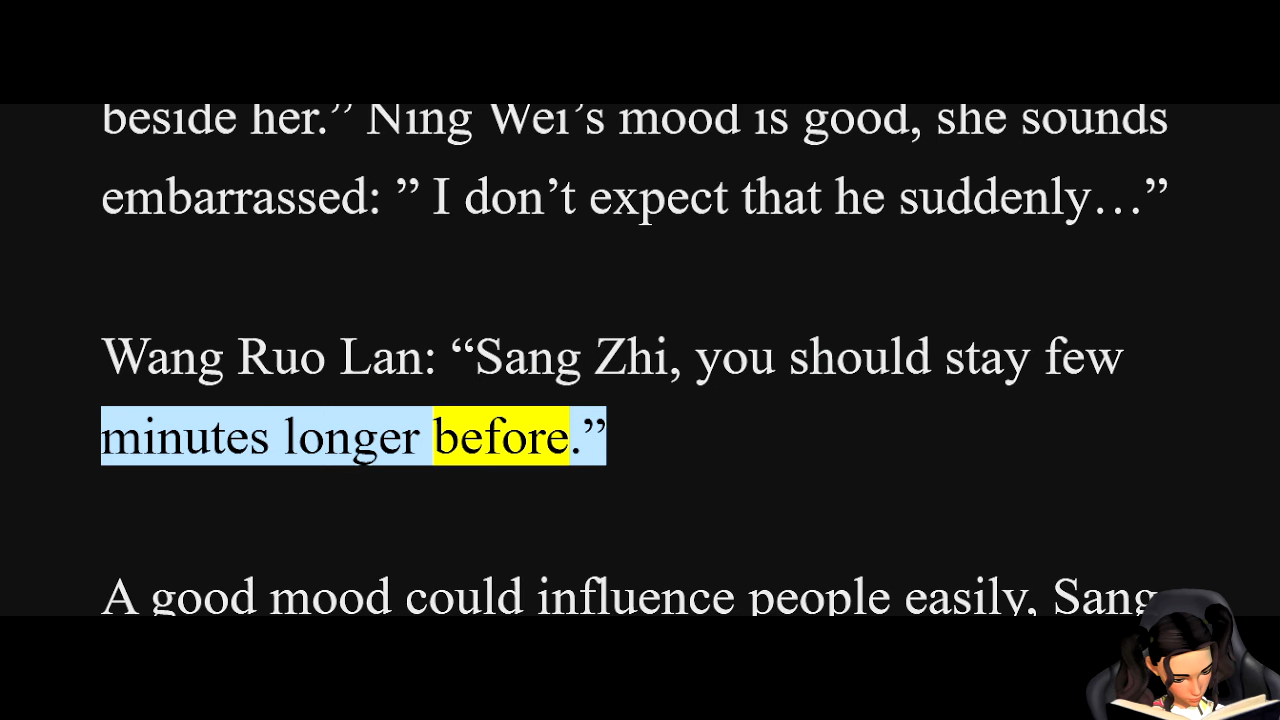 beside her.” Ning Wei’s mood is good, she sounds
embarrassed: ” I don’t expect that he suddenly…”
Wang Ruo Lan: “Sang Zhi, you should stay few
minutes longer before.”
A good mood could influence people easily, Sang